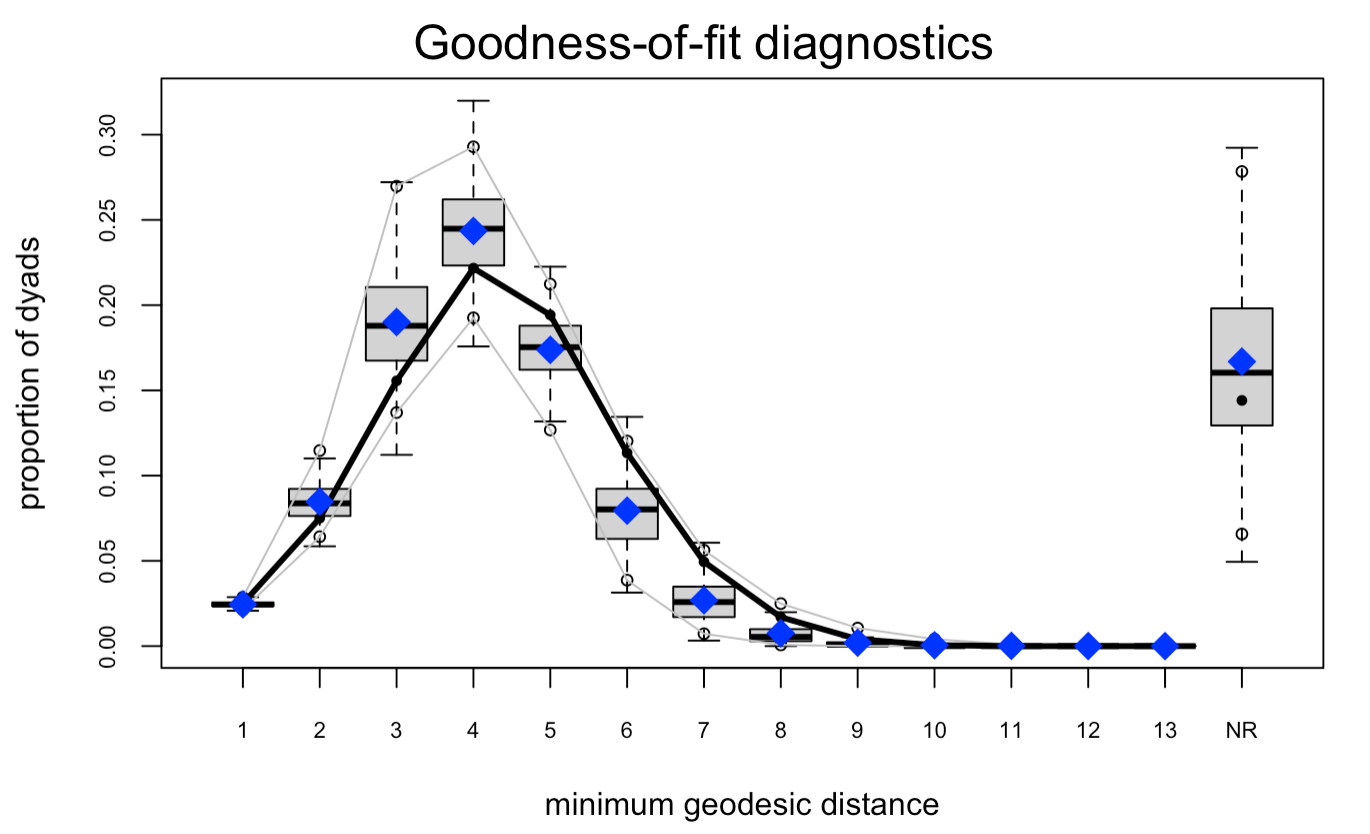 Goodness-of-fit diagnostics
proportion of dyads
0.30
0.25
0.20
0.15
0.10
0.05
0.00
1 2 3 4 5 6 7 8 9 10 11 12 13 NR
minimum geodesic distance